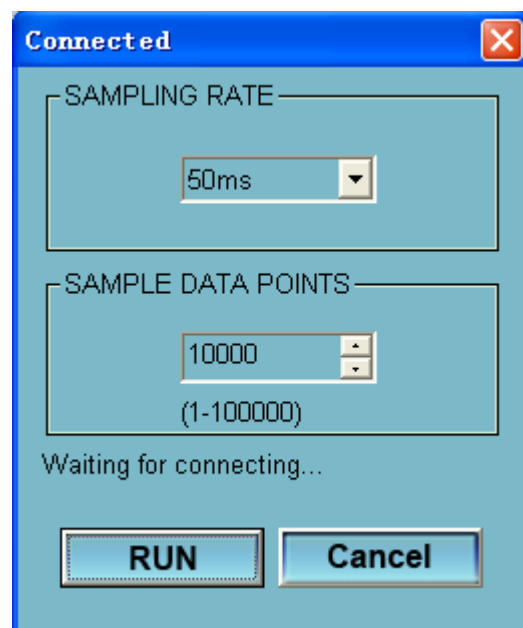 Connected
SAMPLING RATE
50ms
SAMPLE DATA POINTS
10000
(1-100000)
Waiting for connecting...
RUN
Cancel